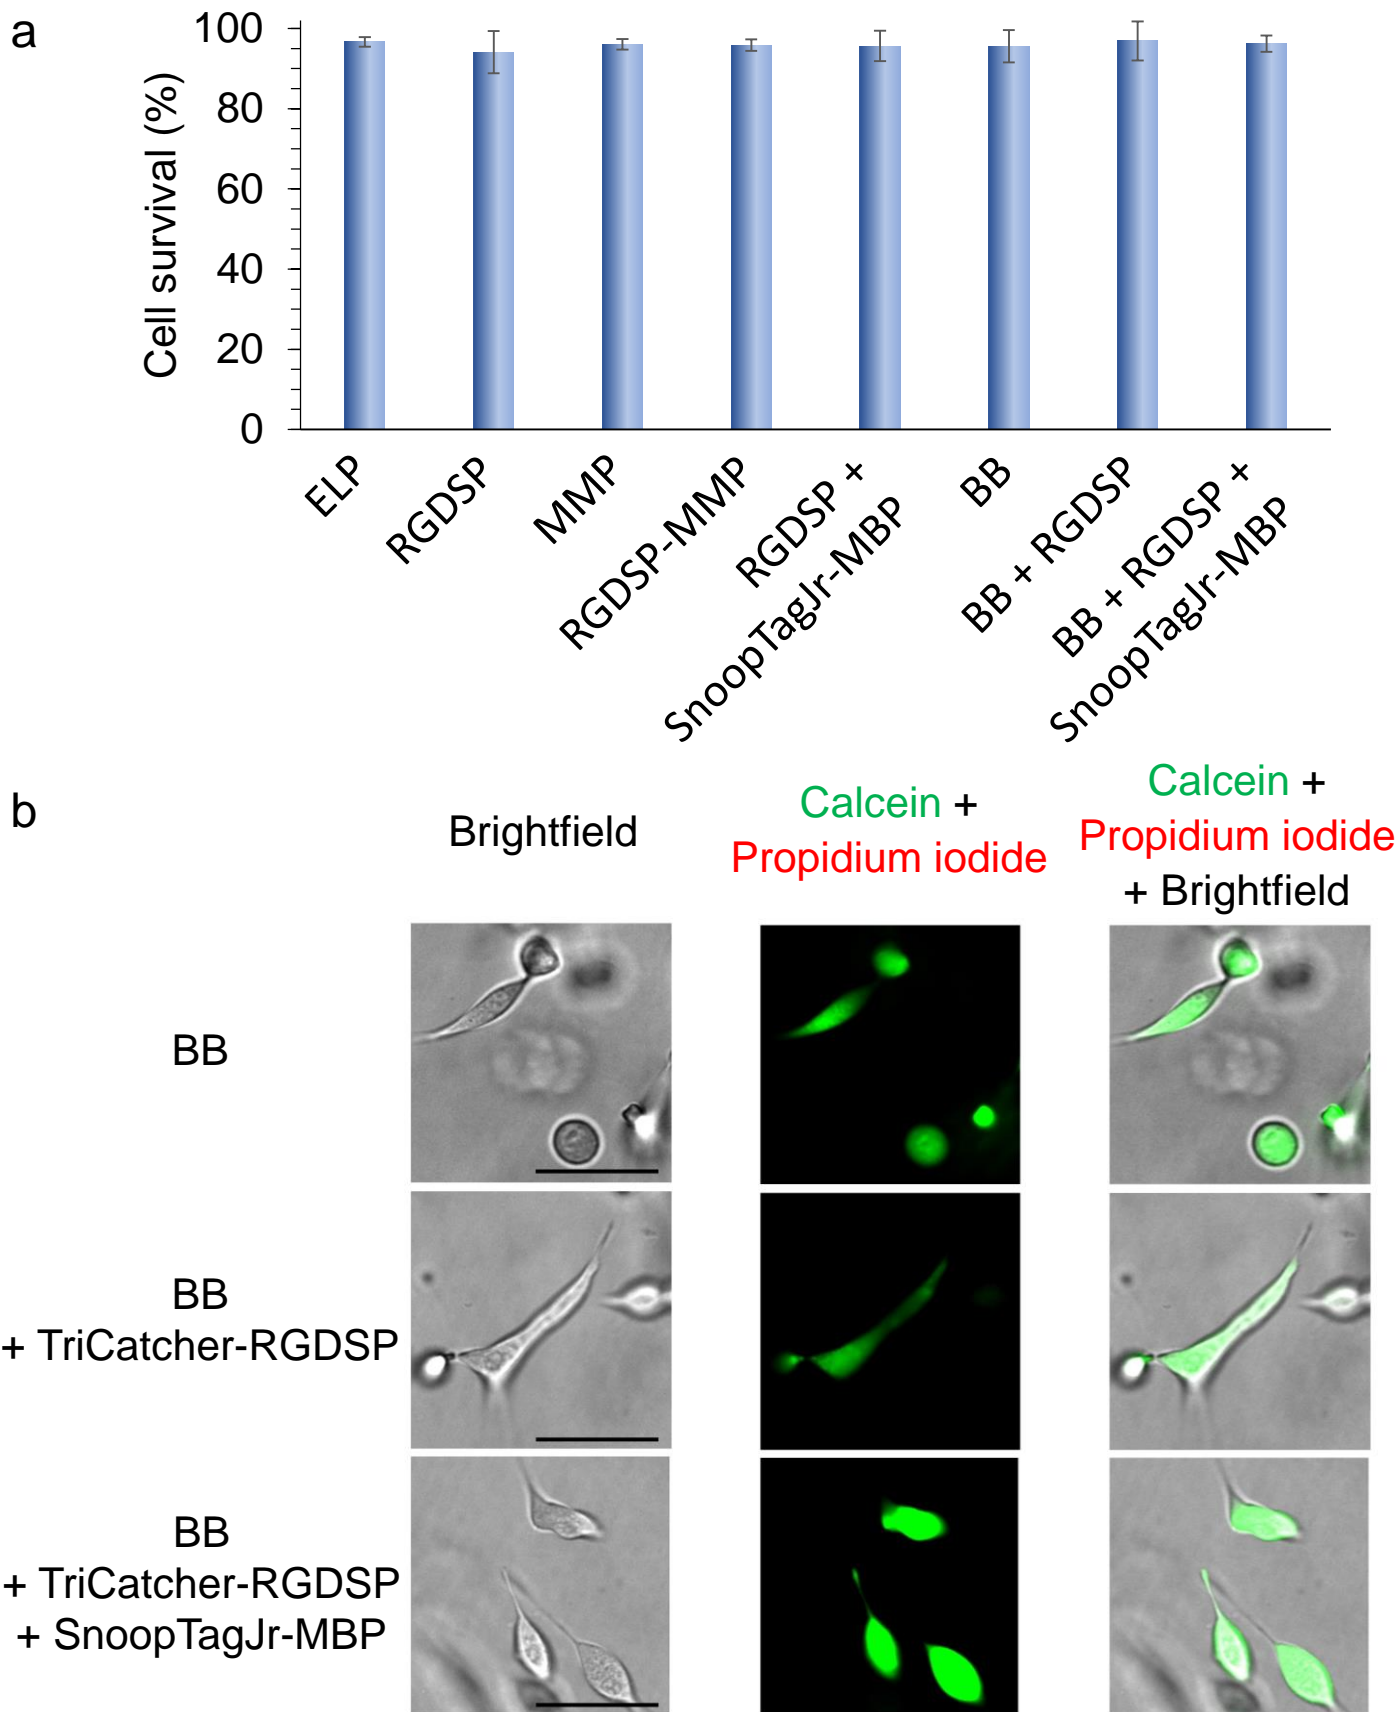 a
Cell survival (%)
100
80
60
40
20
0
ELP
RGDSP
MMP
RGDSP-MMP
RGDSP +
SnoopTagJr-MBP
BB
BB + RGDSP
BB + RGDSP +
SnoopTagJr-MBP
b
Brightfield
Calcein +
Propidium iodide
Calcein +
Propidium iodide
+ Brightfield
BB
BB
+ TriCatcher-RGDSP
BB
+ TriCatcher-RGDSP
+ SnoopTagJr-MBP